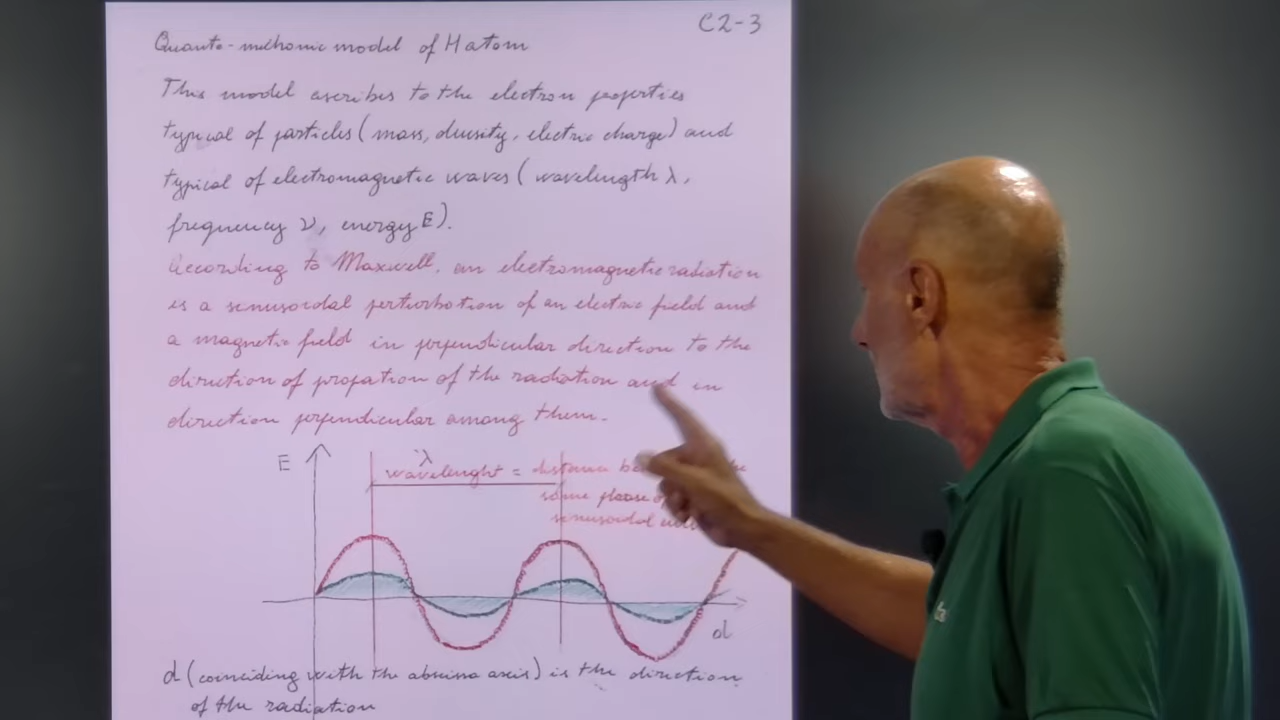 C2-3
Quanto-mechanic model of H atom
This model ascribes to the electron properties
typical of particles (mass, density, electric charge) and
typical of electromagnetic waves (wavelength λ,
frequency ν, energy E).
According to Maxwell, an electromagnetic radiation
is a sinusoidal perturbation of an electric field and
a magnetic field in perpendicular direction to the
direction of propation of the radiation and in
direction perpendicular among them.
E
λ
wavelenght = distance
same phase
sinusoidal
d
d (coinciding with the abscissa axis) is the direction
of the radiation